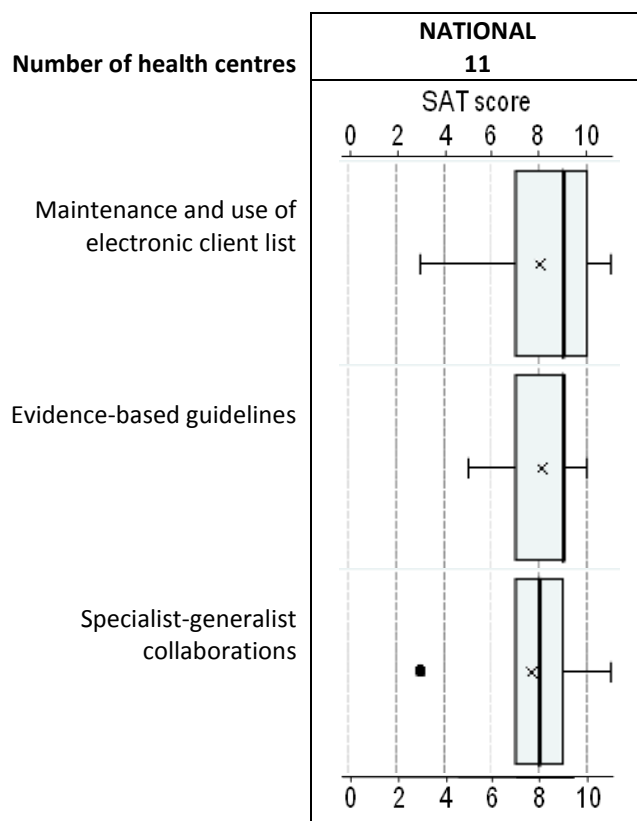 NATIONAL
Number of health centres 11
SAT score
0 2 4 6 8 10
Maintenance and use of
electronic client list
Evidence-based guidelines
Specialist-generalist
collaborations
0 2 4 6 8 10